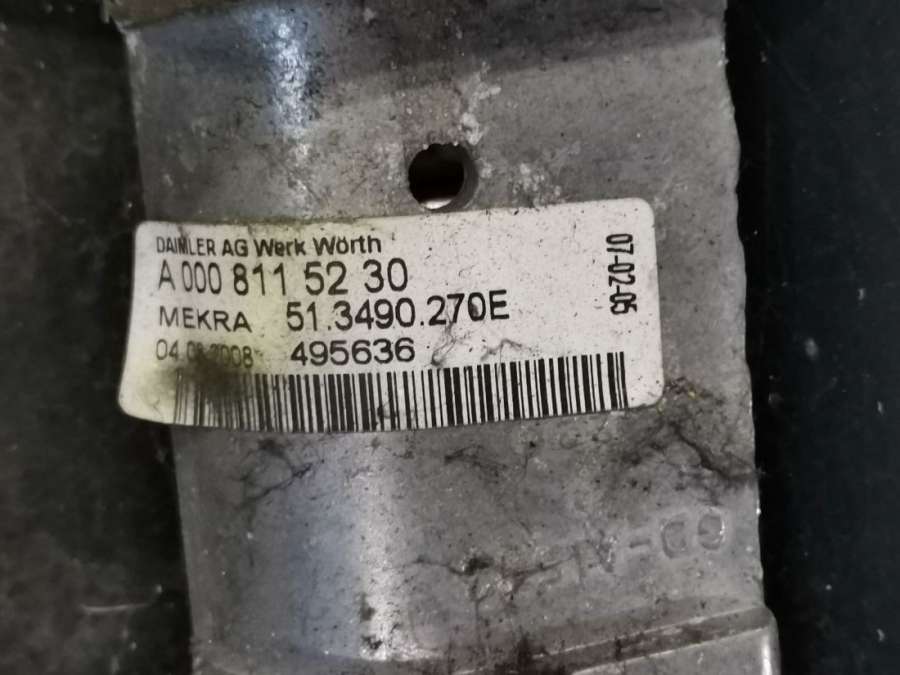 DAIMLER AG Werk Wörth
A 000 811 52 30
MEKRA 51.3490.270E
495636
07-02-05